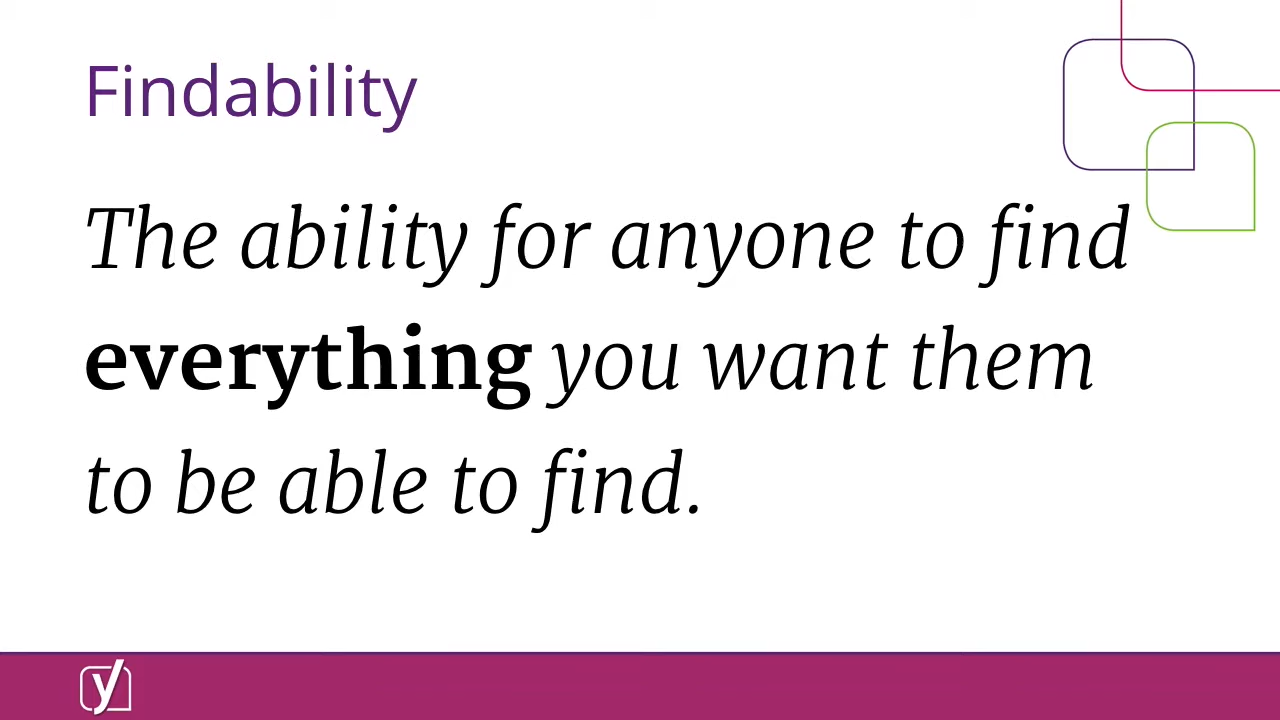 Findability
The ability for anyone to find
everything you want them
to be able to find.
y